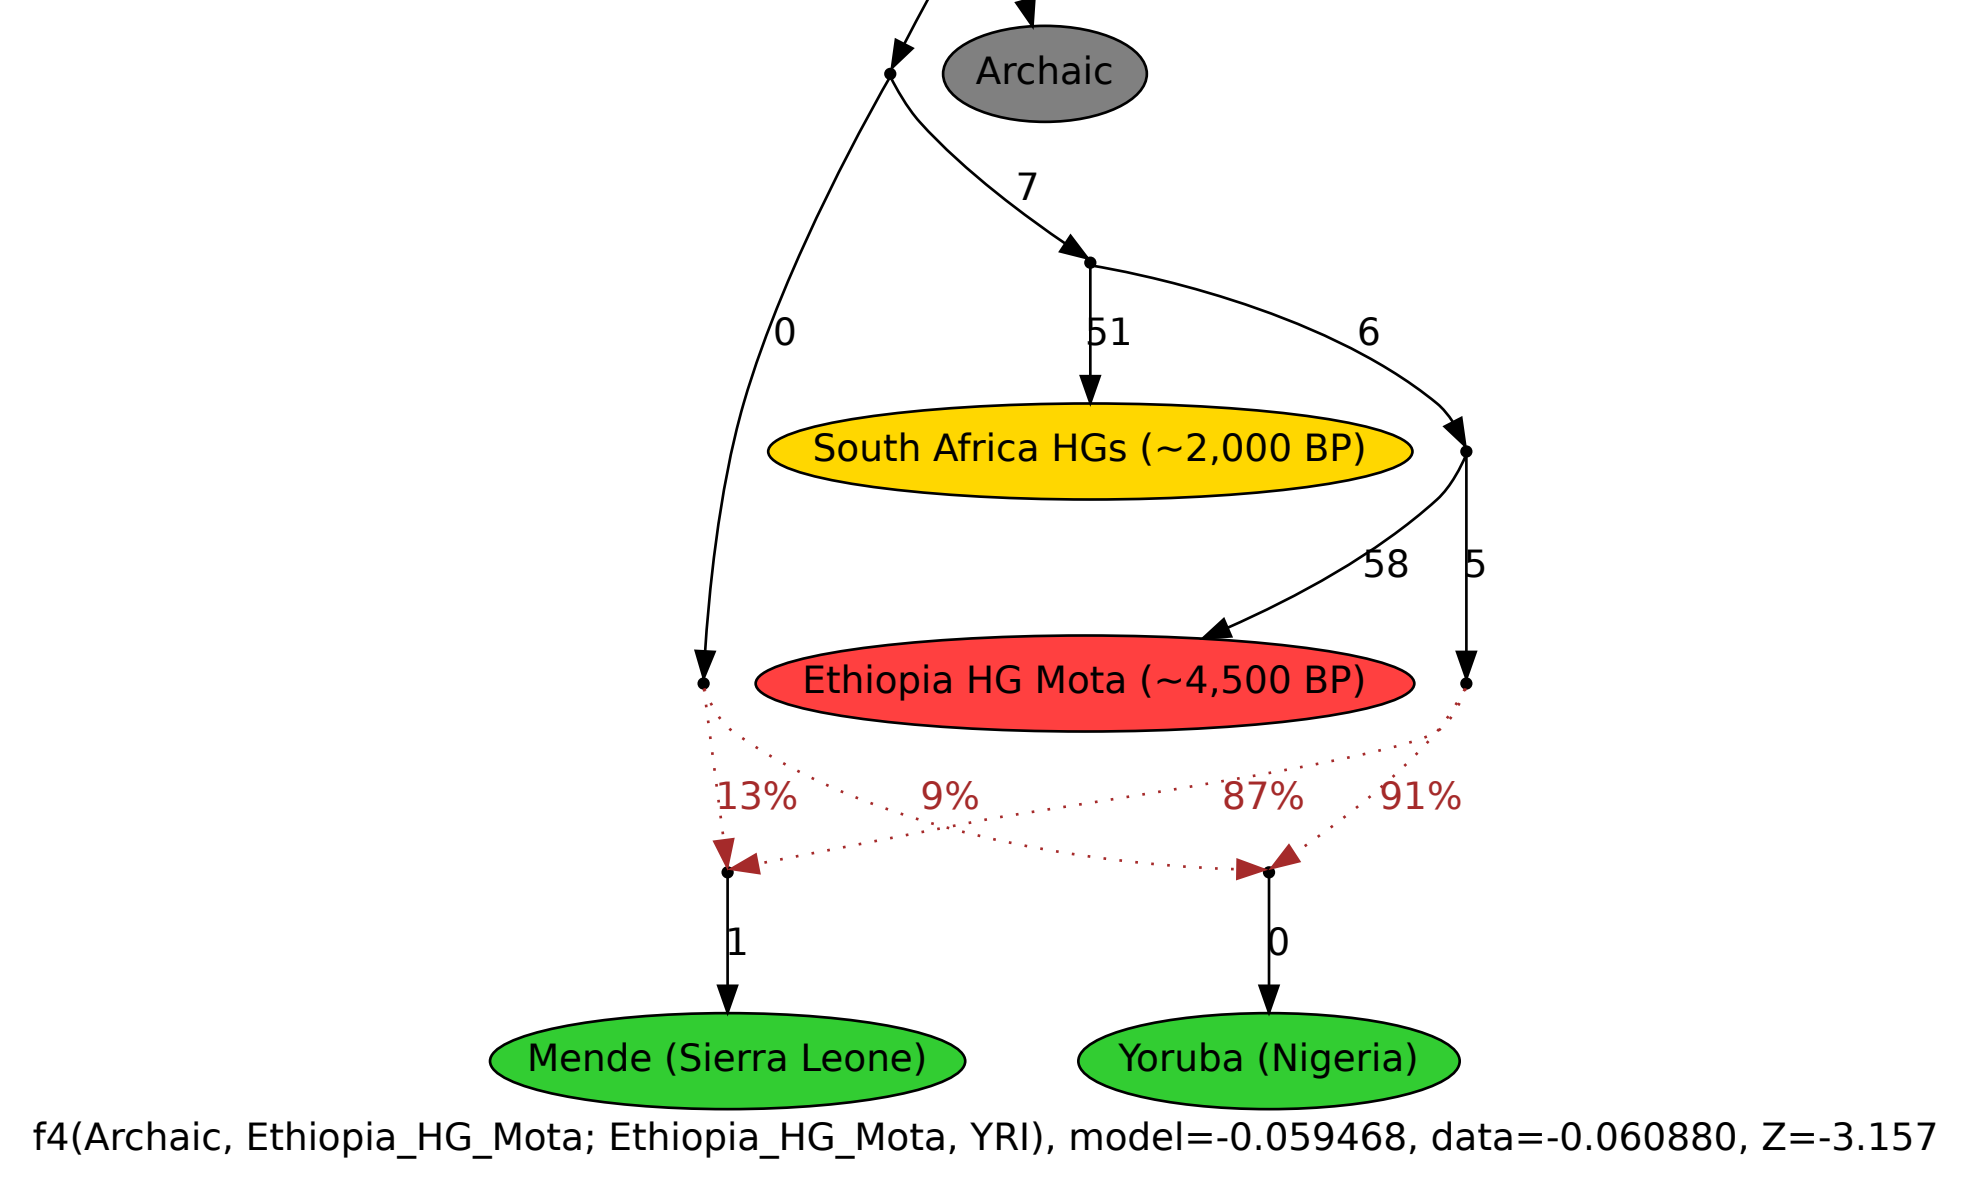 Archaic
7
0
51
6
South Africa HGs (~2,000 BP)
58
5
Ethiopia HG Mota (~4,500 BP)
13%
9%
87%
91%
1
0
Mende (Sierra Leone)
Yoruba (Nigeria)
f4(Archaic, Ethiopia_HG_Mota; Ethiopia_HG_Mota, YRI), model=-0.059468, data=-0.060880, Z=-3.157